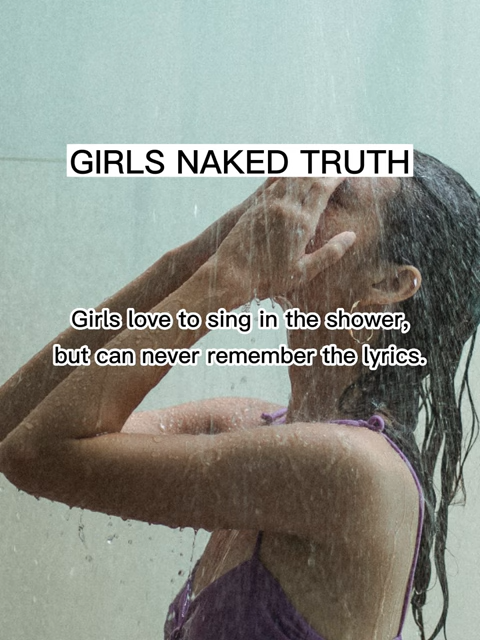 GIRLS NAKED TRUTH
Girls love to sing in the shower,
but can never remember the lyrics.